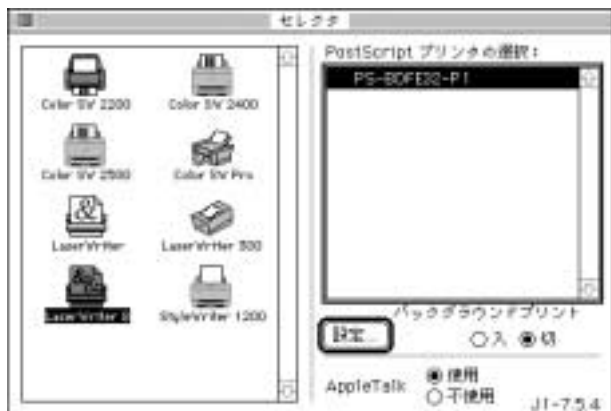 セレクタ
Color SW 2200
Color SW 2400
Color SW 2500
Color SW Pro
LaserWriter
LaserWriter 300
LaserWriter 8
StyleWriter 1200
PostScript プリンタの選択：
PS-BDFE32-P1
バックグラウンドプリント
設定...
入
切
AppleTalk
使用
不使用
J1-7.5.4